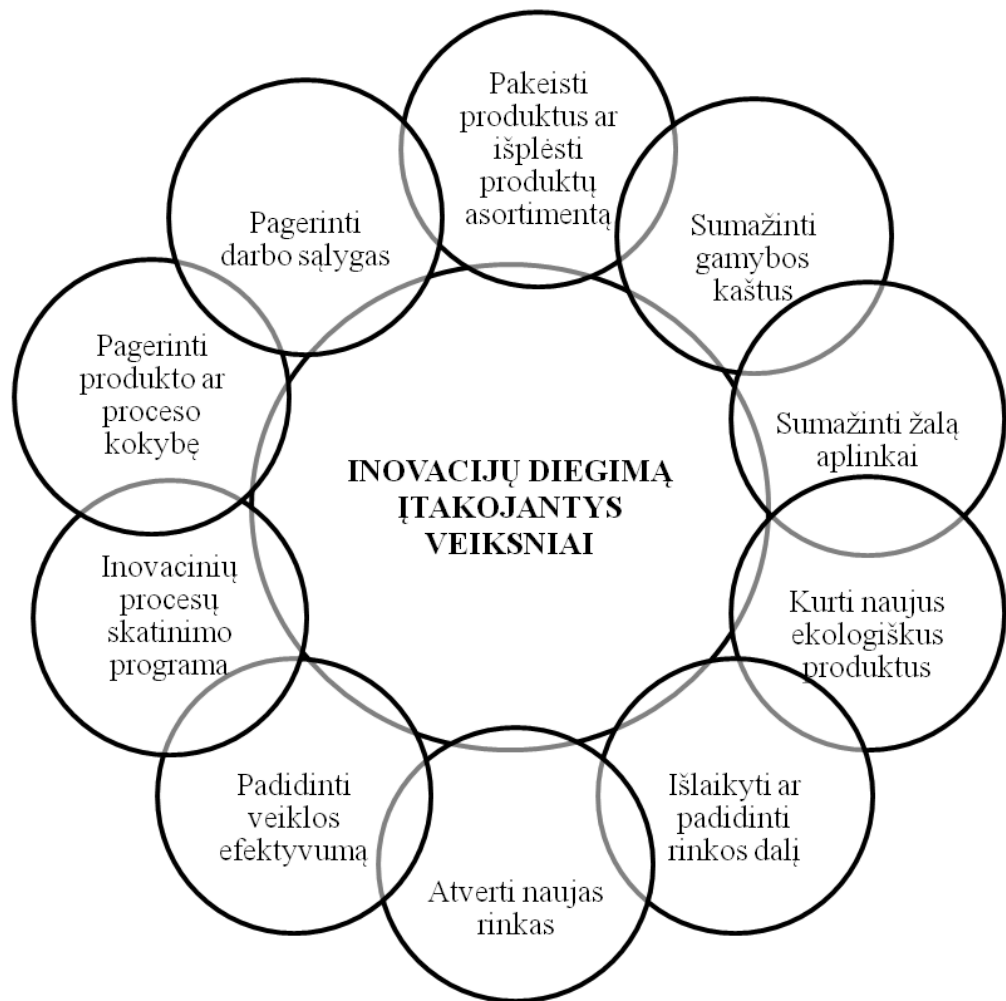 Pakeisti
produktus ar
išplėsti
produktų
asortimentą
Sumažinti
gamybos
kaštus
Sumažinti žalą
aplinkai
Kurti naujus
ekologiškus
produktus
Išlaikyti ar
padidinti
rinkos dalį
Atverti naujas
rinkas
Padidinti
veiklos
efektyvumą
Inovacinių
procesų
skatinimo
programa
Pagerinti
produkto ar
proceso
kokybę
Pagerinti
darbo sąlygas
INOVACIJŲ DIEGIMĄ
ĮTAKOJANTYS
VEIKSNIAI